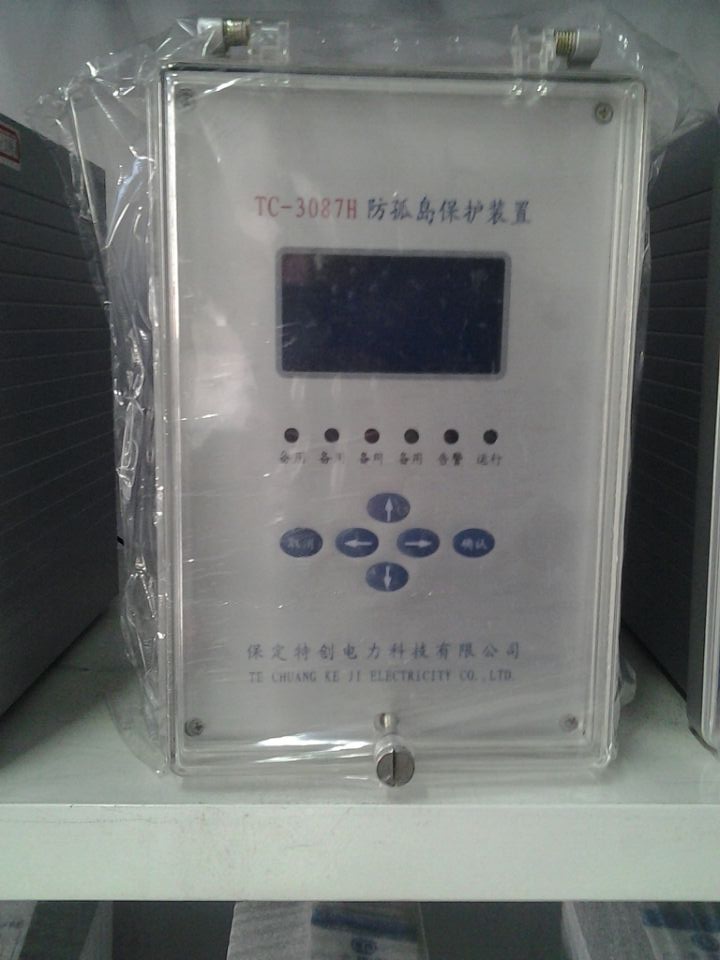 TC-3087H 防孤岛保护装置
备用 备用 备用 备用 告警 运行
取消 确认
保定特创电力科技有限公司
TE CHUANG KE JI ELECTRICITY CO.,LTD.